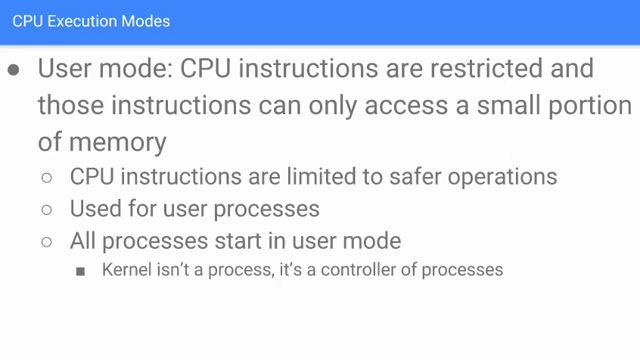 CPU Execution Modes
● User mode: CPU instructions are restricted and
those instructions can only access a small portion
of memory
○ CPU instructions are limited to safer operations
○ Used for user processes
○ All processes start in user mode
■ Kernel isn't a process, it's a controller of processes